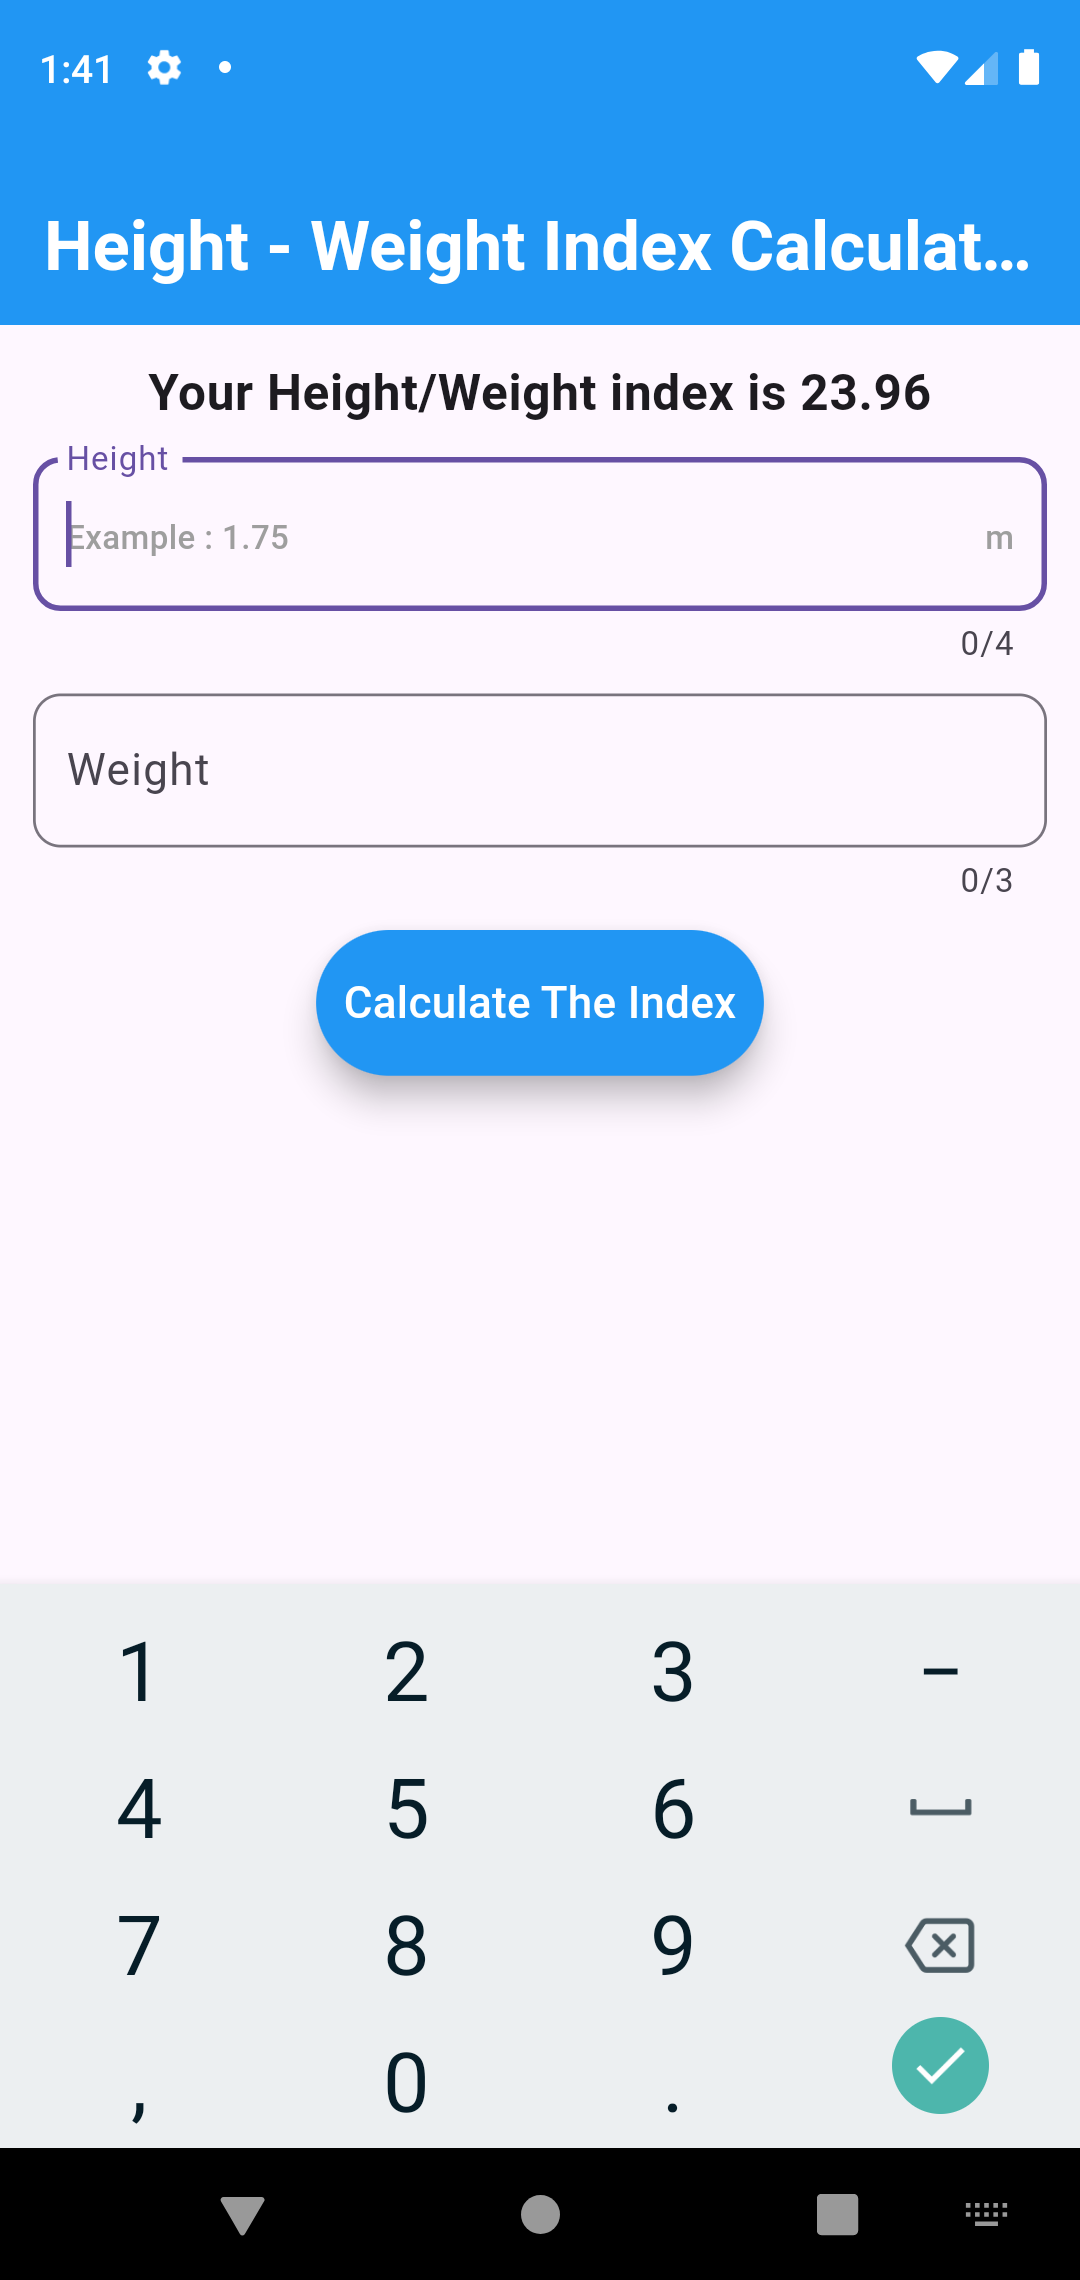 1:41
Height - Weight Index Calculat...
Your Height/Weight index is 23.96
Height
Example : 1.75 m
0/4
Weight
0/3
Calculate The Index
1 2 3 –
4 5 6
7 8 9
, 0 .